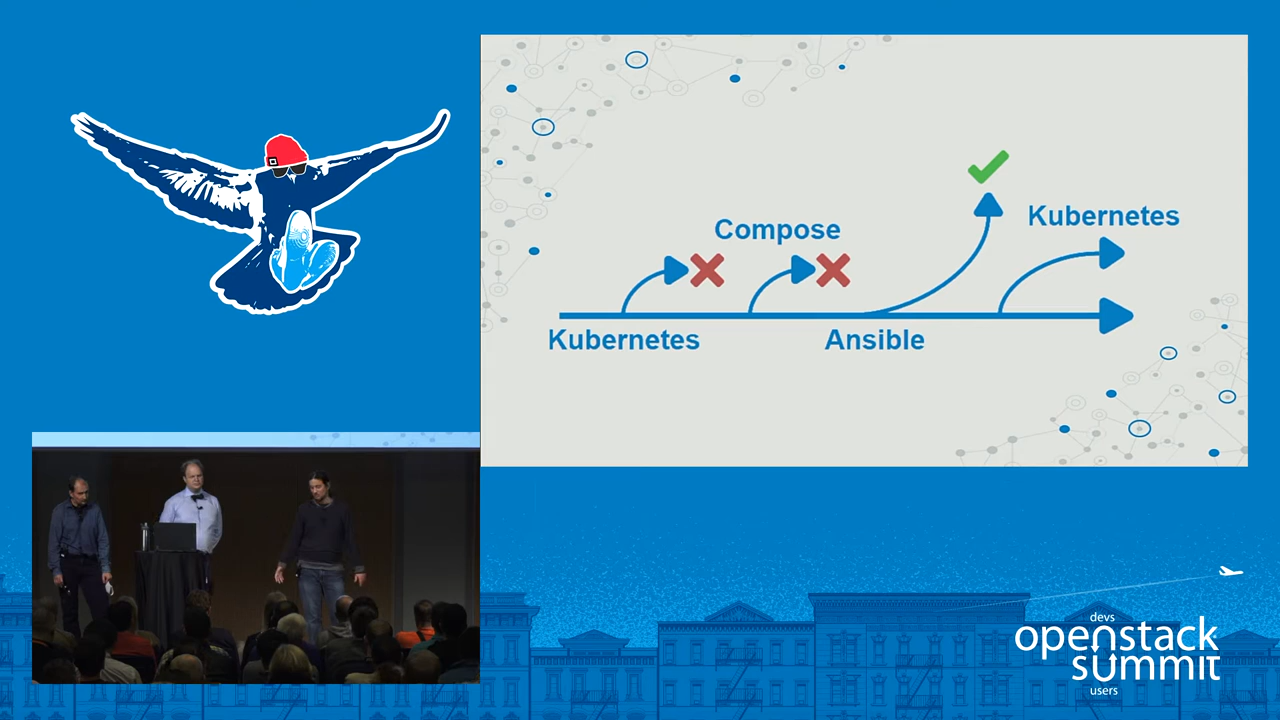 Compose
Kubernetes
Kubernetes
Ansible
devs
openstack
summit
users